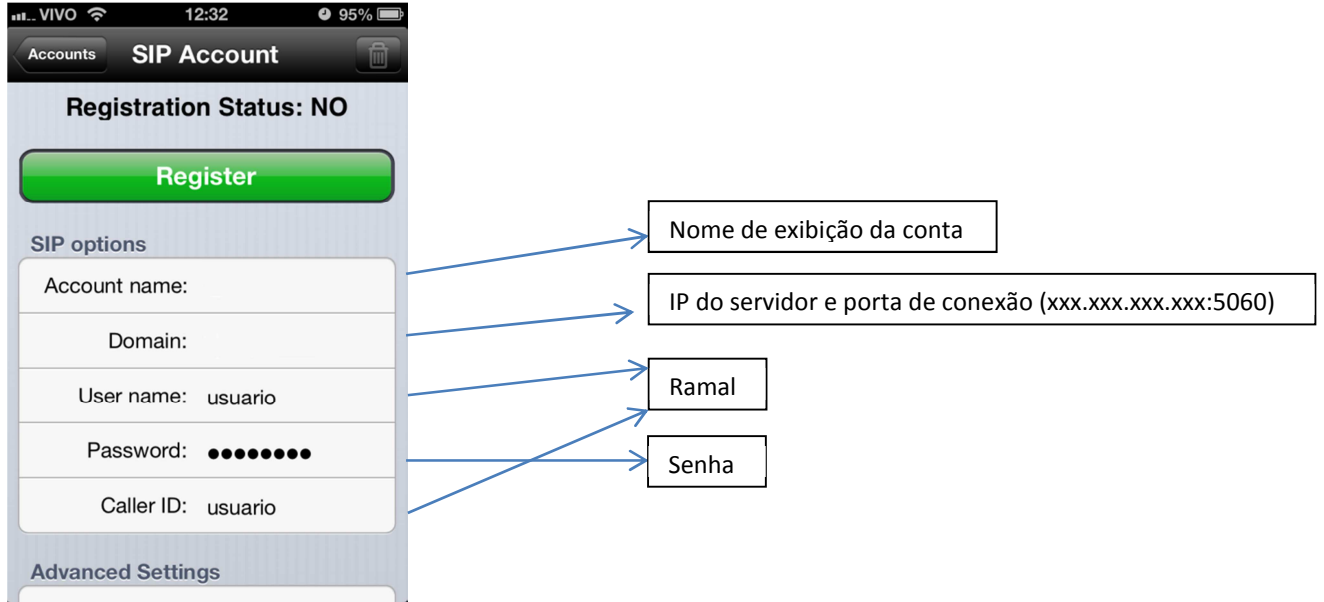 VIVO 12:32 95%
Accounts SIP Account
Registration Status: NO
Register
SIP options
Account name:
Domain:
User name: usuario
Password: ●●●●●●●●
Caller ID: usuario
Advanced Settings
Nome de exibição da conta
IP do servidor e porta de conexão (xxx.xxx.xxx.xxx:5060)
Ramal
Senha